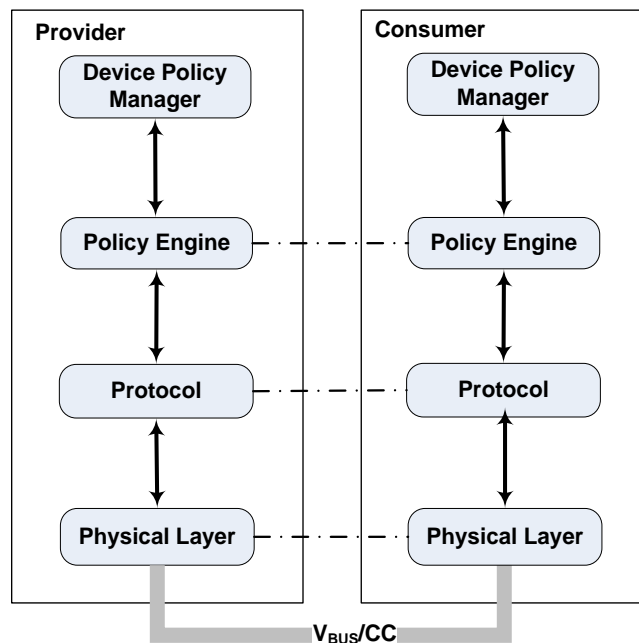 Provider
Device Policy
Manager
Policy Engine
Protocol
Physical Layer
Consumer
Device Policy
Manager
Policy Engine
Protocol
Physical Layer
VBUS/CC